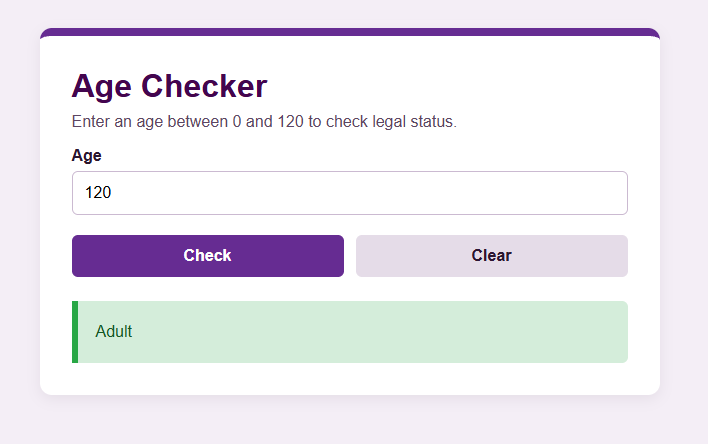 Age Checker
Enter an age between 0 and 120 to check legal status.
Age
120
Check
Clear
Adult